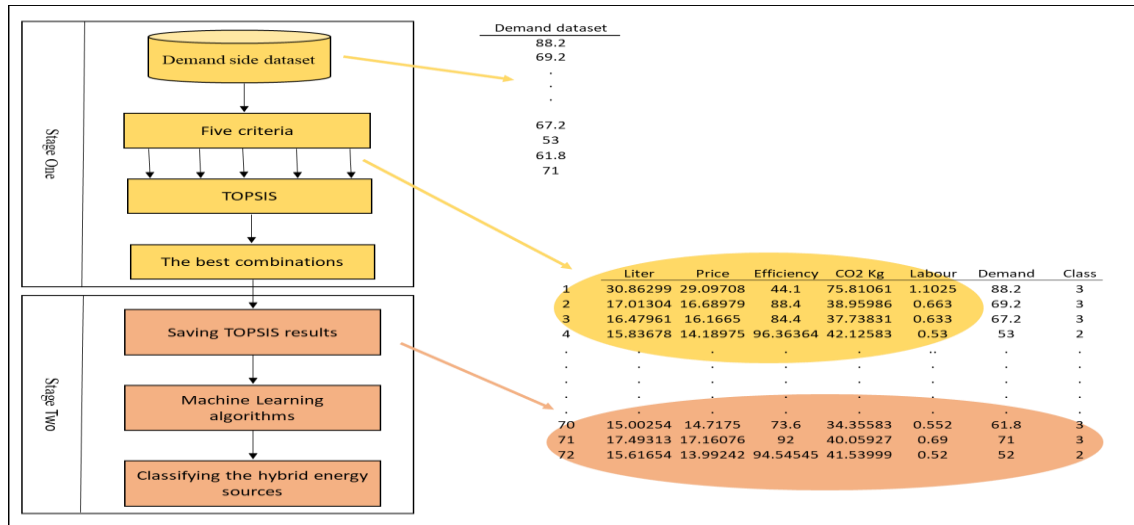 Stage One
Demand side dataset
Five criteria
TOPSIS
The best combinations
Stage Two
Saving TOPSIS results
Machine Learning
algorithms
Classifying the hybrid energy
sources
Demand dataset
88.2
69.2
.
.
.
67.2
53
61.8
71
Liter Price Efficiency CO2 Kg Labour Demand Class
1 30.86299 29.09708 44.1 75.81061 1.1025 88.2 3
2 17.01304 16.68979 88.4 38.95986 0.663 69.2 3
3 16.47961 16.1665 84.4 37.73831 0.633 67.2 3
4 15.83678 14.18975 96.36364 42.12583 0.53 53 2
. . . . . .. . .
. . . . . . . .
. . . . . . . .
. . . . . . . .
70 15.00254 14.7175 73.6 34.35583 0.552 61.8 3
71 17.49313 17.16076 92 40.05927 0.69 71 3
72 15.61654 13.99242 94.54545 41.53999 0.52 52 2